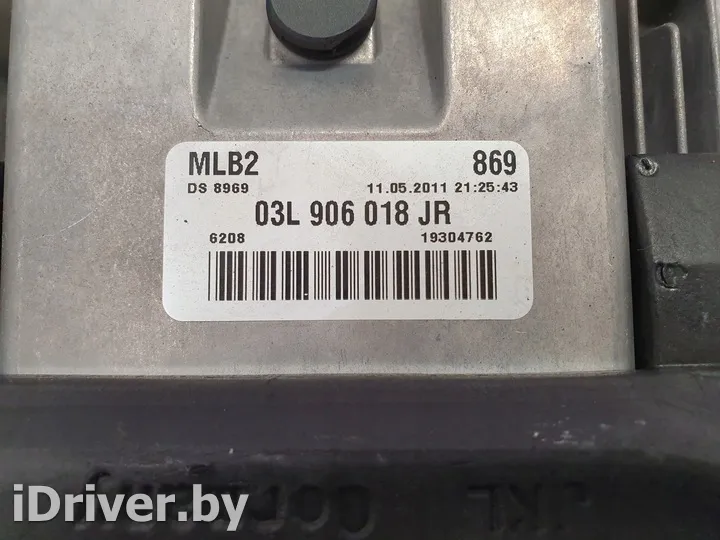 MLB2 869
DS 8969 11.05.2011 21:25:43
03L 906 018 JR
6208 19304762
iDriver.by